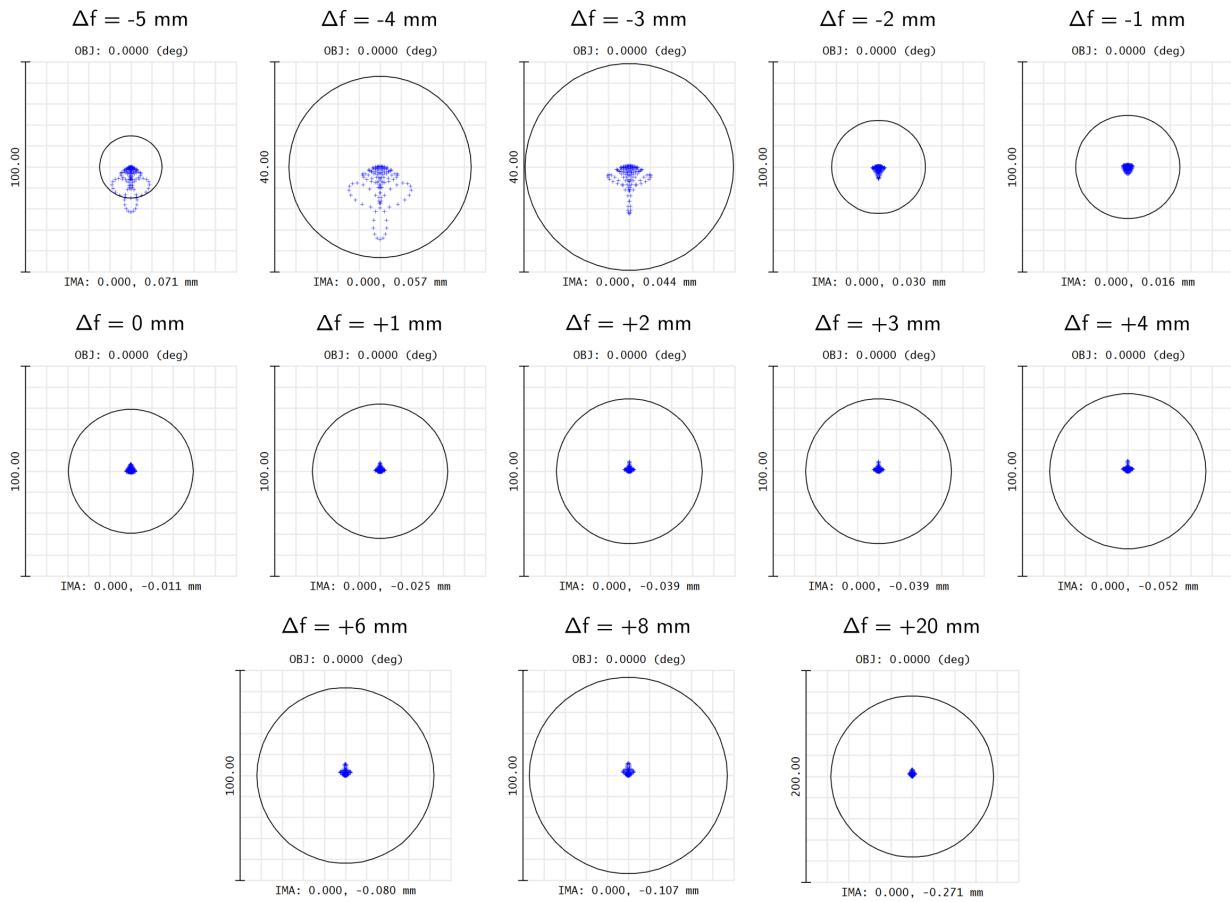 Δf = -5 mm
OBJ: 0.0000 (deg)
100.00
IMA: 0.000, 0.071 mm
Δf = -4 mm
OBJ: 0.0000 (deg)
40.00
IMA: 0.000, 0.057 mm
Δf = -3 mm
OBJ: 0.0000 (deg)
40.00
IMA: 0.000, 0.044 mm
Δf = -2 mm
OBJ: 0.0000 (deg)
100.00
IMA: 0.000, 0.030 mm
Δf = -1 mm
OBJ: 0.0000 (deg)
100.00
IMA: 0.000, 0.016 mm
Δf = 0 mm
OBJ: 0.0000 (deg)
100.00
IMA: 0.000, -0.011 mm
Δf = +1 mm
OBJ: 0.0000 (deg)
100.00
IMA: 0.000, -0.025 mm
Δf = +2 mm
OBJ: 0.0000 (deg)
100.00
IMA: 0.000, -0.039 mm
Δf = +3 mm
OBJ: 0.0000 (deg)
100.00
IMA: 0.000, -0.039 mm
Δf = +4 mm
OBJ: 0.0000 (deg)
100.00
IMA: 0.000, -0.052 mm
Δf = +6 mm
OBJ: 0.0000 (deg)
100.00
IMA: 0.000, -0.080 mm
Δf = +8 mm
OBJ: 0.0000 (deg)
100.00
IMA: 0.000, -0.107 mm
Δf = +20 mm
OBJ: 0.0000 (deg)
200.00
IMA: 0.000, -0.271 mm